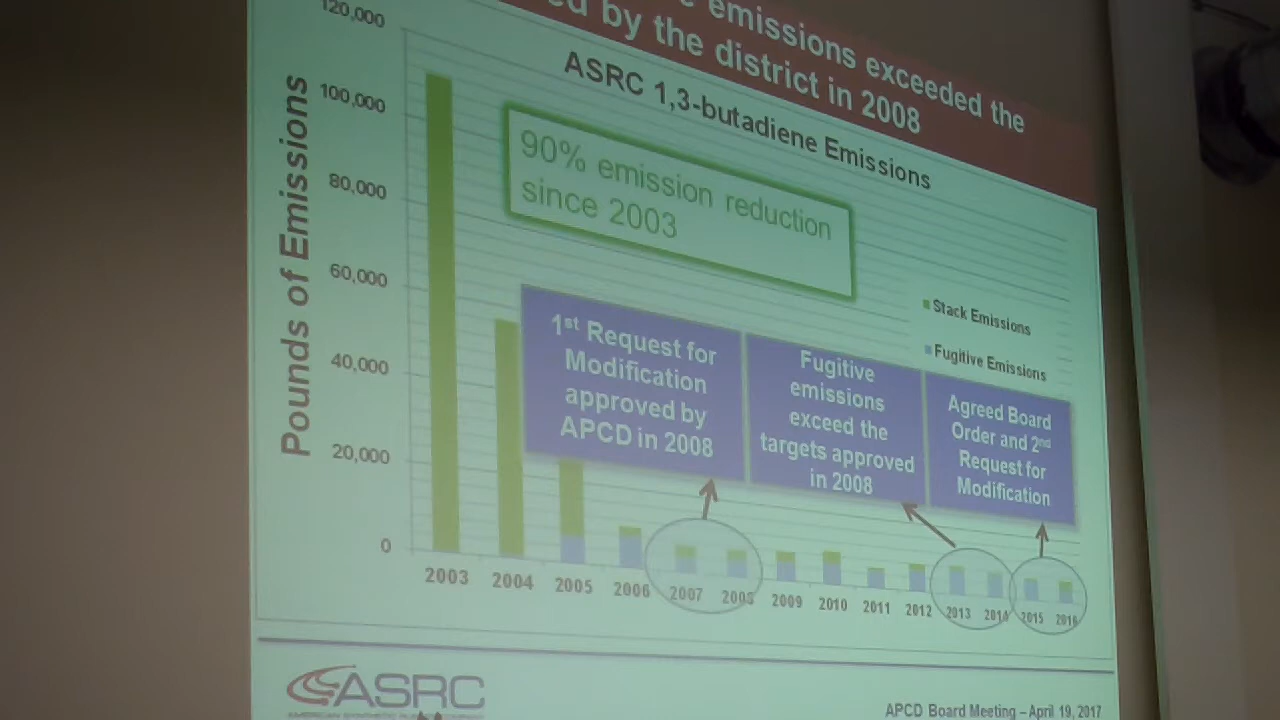 emissions exceeded the
by the district in 2008
ASRC 1,3-butadiene Emissions
90% emission reduction
since 2003
Pounds of Emissions
120,000
100,000
80,000
60,000
40,000
20,000
0
Stack Emissions
Fugitive Emissions
1st Request for
Modification
approved by
APCD in 2008
Fugitive
emissions
exceed the
targets approved
in 2008
Agreed Board
Order and 2nd
Request for
Modification
2003 2004 2005 2006 2007 2008 2009 2010 2011 2012 2013 2014 2015 2016
ASRC
APCD Board Meeting – April 19, 2017